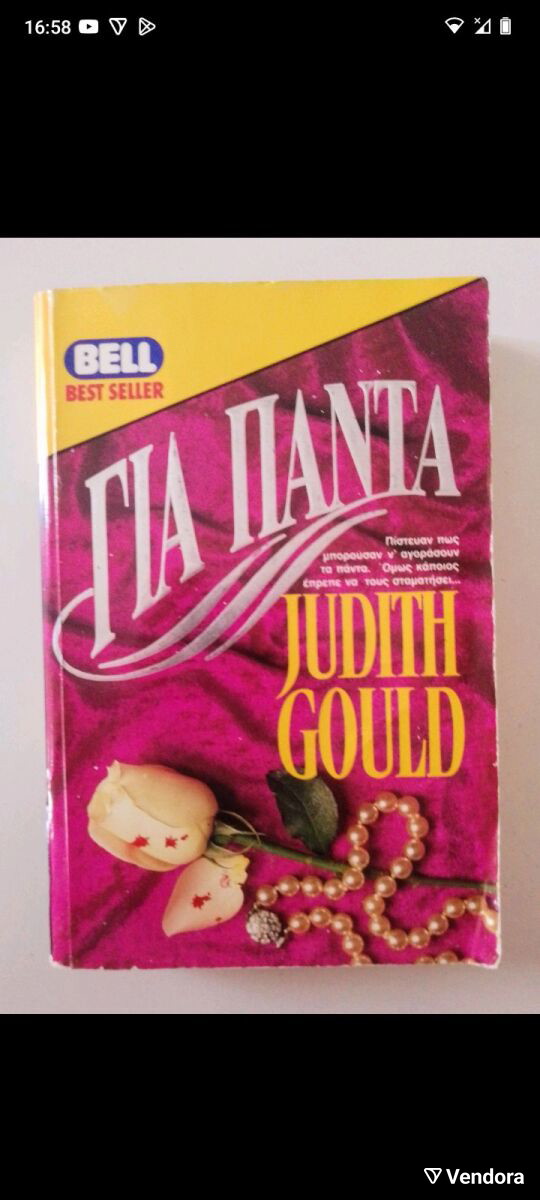 16:58
BELL
BEST SELLER
ΓΙΑ ΠΑΝΤΑ
Πίστευαν πως
μπορούσαν ν' αγοράσουν
τα πάντα. Όμως κάποιος
έπρεπε να τους σταματήσει...
JUDITH
GOULD
Vendora